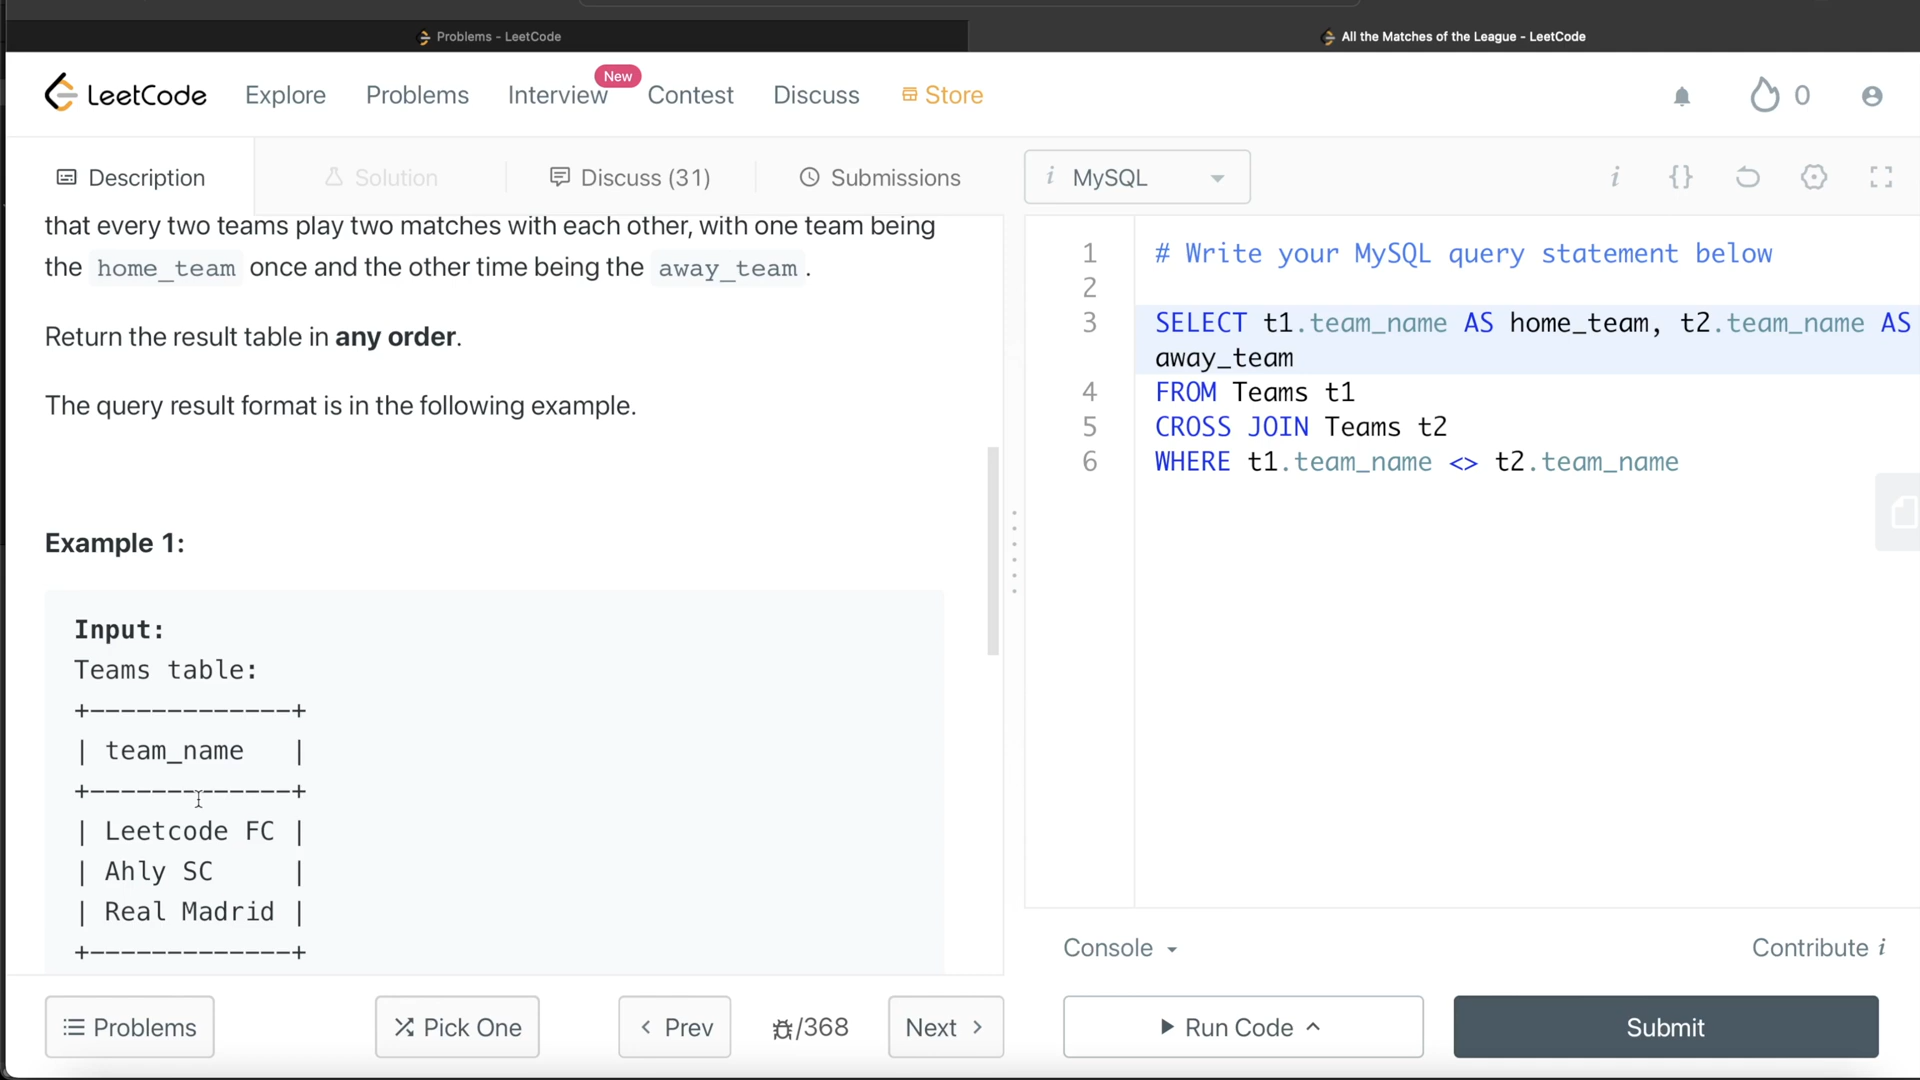 Problems - LeetCode
All the Matches of the League - LeetCode
LeetCode
Explore
Problems
Interview
New
Contest
Discuss
Store
0
Description
Solution
Discuss (31)
Submissions
i MySQL
i {}
that every two teams play two matches with each other, with one team being
the home_team once and the other time being the away_team.
Return the result table in any order.
The query result format is in the following example.
Example 1:
Input:
Teams table:
+-------------+
| team_name   |
+-------------+
| Leetcode FC |
| Ahly SC     |
| Real Madrid |
+-------------+
1 # Write your MySQL query statement below
2
3 SELECT t1.team_name AS home_team, t2.team_name AS
away_team
4 FROM Teams t1
5 CROSS JOIN Teams t2
6 WHERE t1.team_name <> t2.team_name
Console
Contribute i
Problems
Pick One
< Prev
/368
Next >
Run Code
Submit